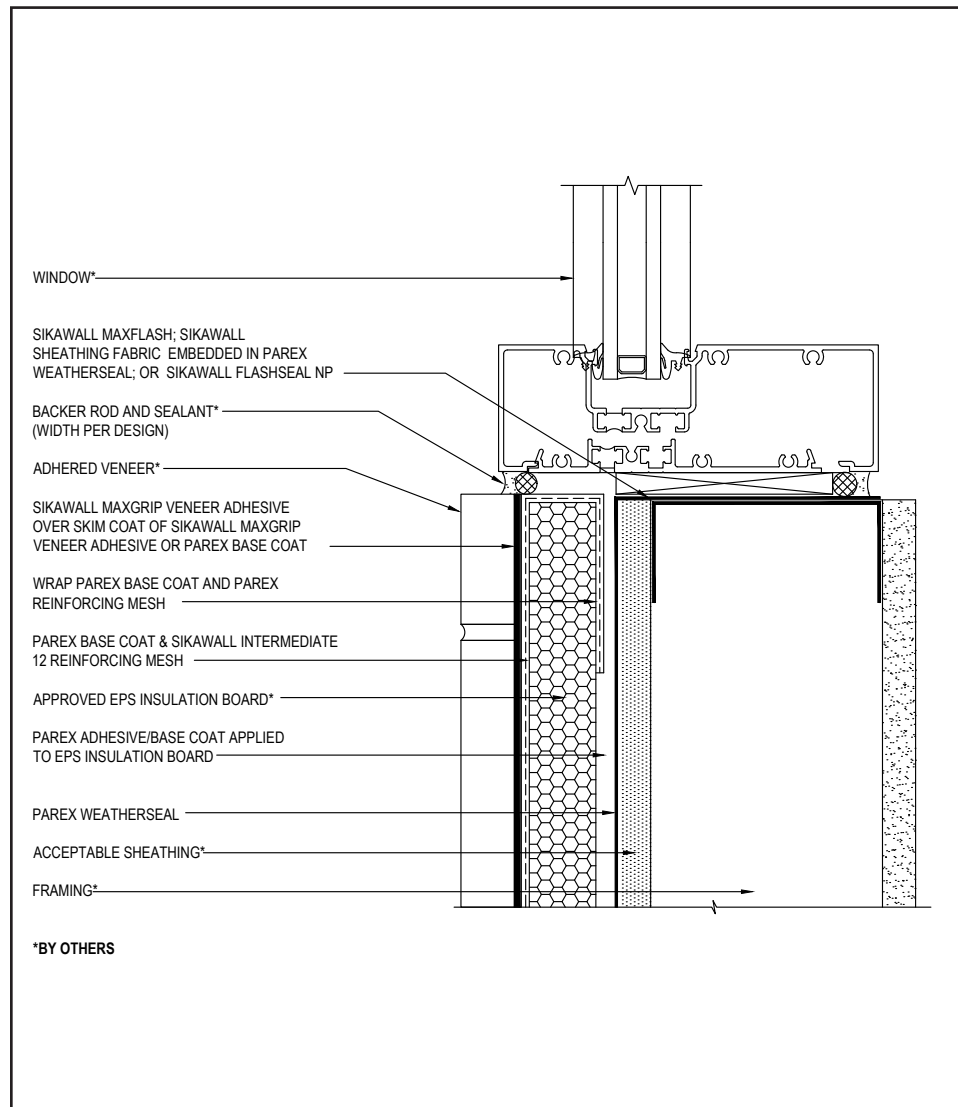 WINDOW*
SIKAWALL MAXFLASH; SIKAWALL
SHEATHING FABRIC EMBEDDED IN PAREX
WEATHERSEAL; OR SIKAWALL FLASHSEAL NP
BACKER ROD AND SEALANT*
(WIDTH PER DESIGN)
ADHERED VENEER*
SIKAWALL MAXGRIP VENEER ADHESIVE
OVER SKIM COAT OF SIKAWALL MAXGRIP
VENEER ADHESIVE OR PAREX BASE COAT
WRAP PAREX BASE COAT AND PAREX
REINFORCING MESH
PAREX BASE COAT & SIKAWALL INTERMEDIATE
12 REINFORCING MESH
APPROVED EPS INSULATION BOARD*
PAREX ADHESIVE/BASE COAT APPLIED
TO EPS INSULATION BOARD
PAREX WEATHERSEAL
ACCEPTABLE SHEATHING*
FRAMING*
*BY OTHERS